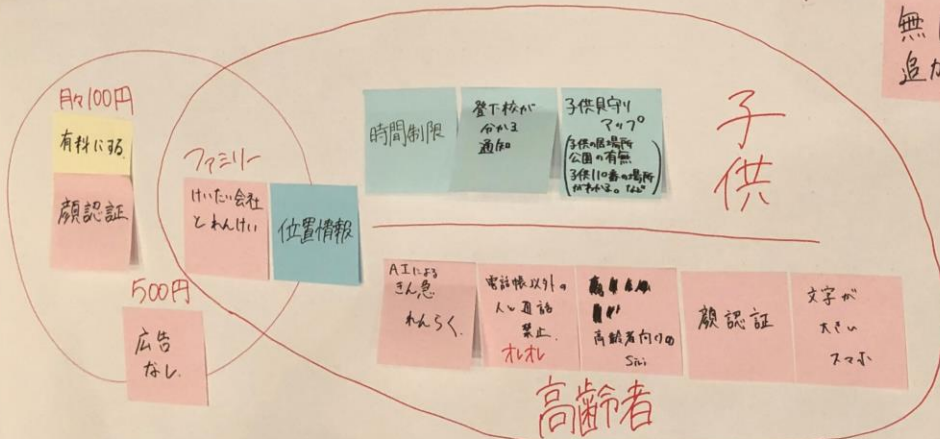 無
追加
月々100円
有料にする
顔認証
ファミリー
けいたい会社
とれんけい
位置情報
500円
広告
なし
時間制限
登下校が
分かる
通知
子供見守り
マップ
子供の居場所
公園の有無
子供110番の場所
がわかる。など
子供
AIによる
きん急
れんらく
電話帳以外の
人と通話
禁止
オレオレ
高齢者向けの
Siri
顔認証
文字が
大きい
スマホ
高齢者